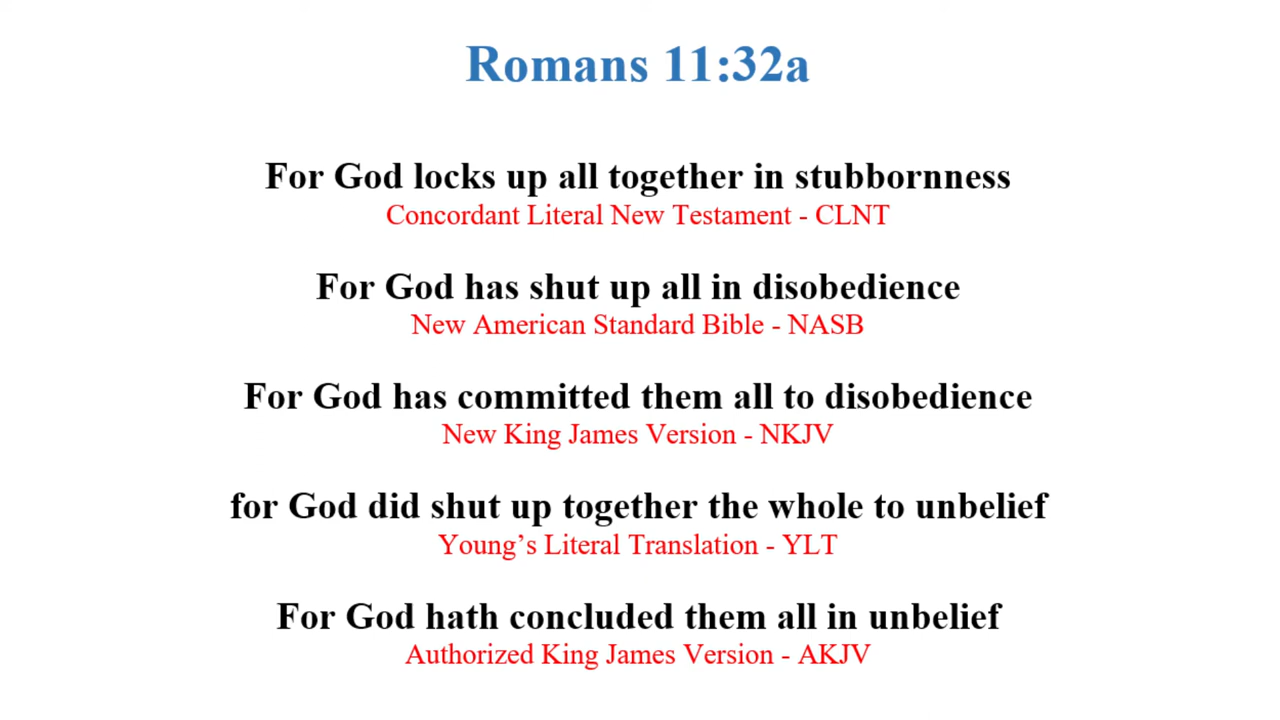 Romans 11:32a
For God locks up all together in stubbornness
Concordant Literal New Testament - CLNT
For God has shut up all in disobedience
New American Standard Bible - NASB
For God has committed them all to disobedience
New King James Version - NKJV
for God did shut up together the whole to unbelief
Young’s Literal Translation - YLT
For God hath concluded them all in unbelief
Authorized King James Version - AKJV